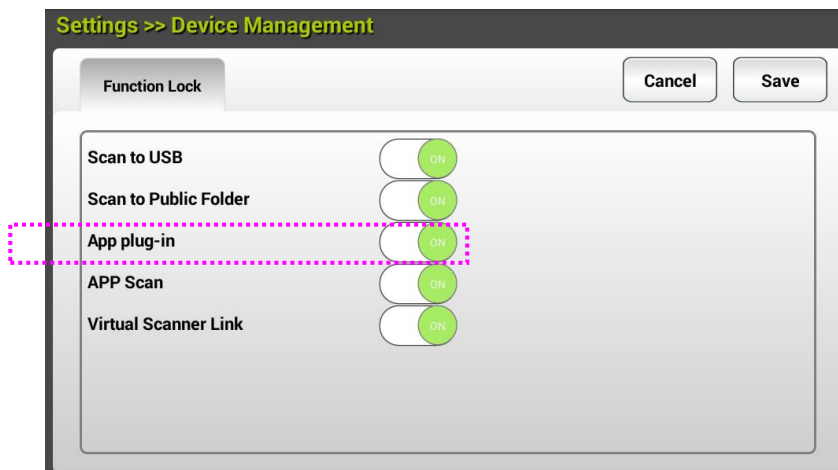 Settings >> Device Management
Function Lock
Cancel
Save
Scan to USB
ON
Scan to Public Folder
ON
App plug-in
ON
APP Scan
ON
Virtual Scanner Link
ON